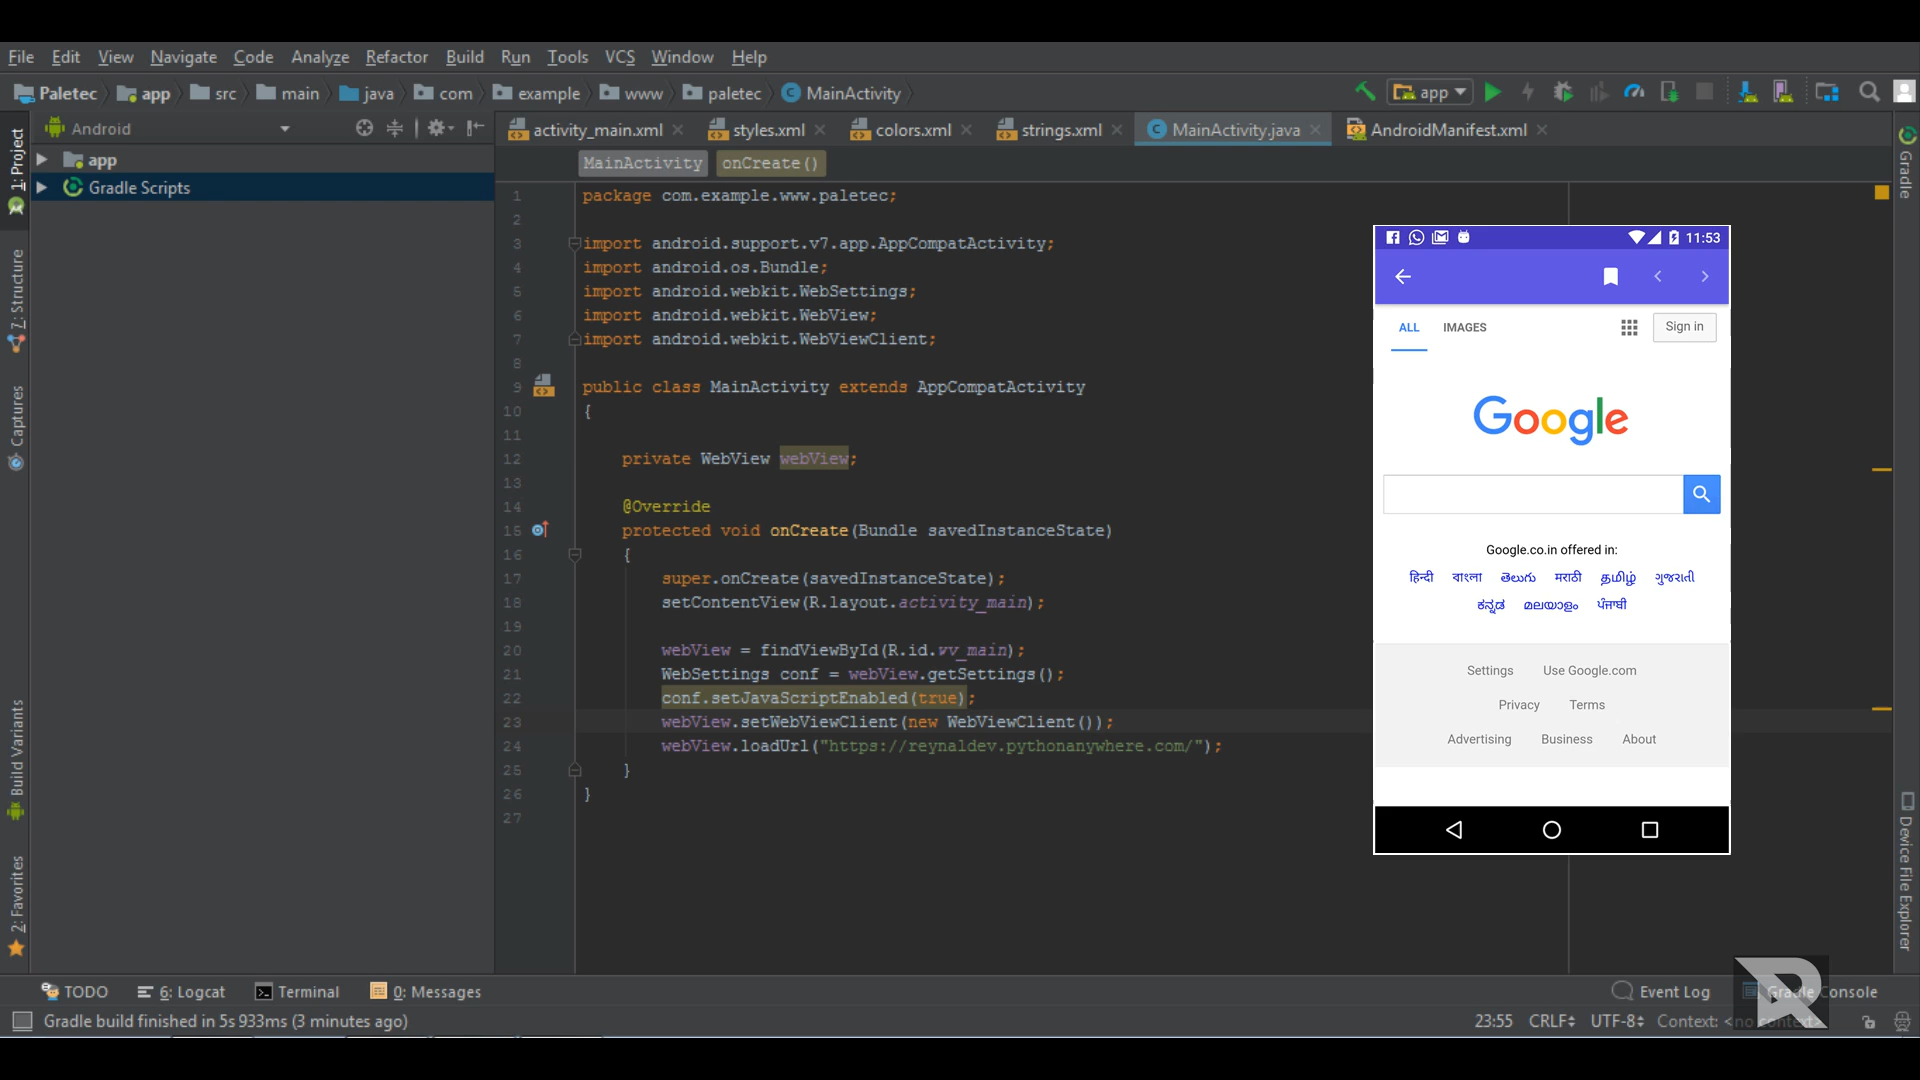 File Edit View Navigate Code Analyze Refactor Build Run Tools VCS Window Help
Paletec app src main java com example www paletec MainActivity
app
Android
activity_main.xml styles.xml colors.xml strings.xml MainActivity.java AndroidManifest.xml
1: Project
7: Structure
Captures
Build Variants
2: Favorites
app
Gradle Scripts
MainActivity onCreate()
1 package com.example.www.paletec;
2
3 import android.support.v7.app.AppCompatActivity;
4 import android.os.Bundle;
5 import android.webkit.WebSettings;
6 import android.webkit.WebView;
7 import android.webkit.WebViewClient;
8
9 public class MainActivity extends AppCompatActivity
10 {
11
12 private WebView webView;
13
14 @Override
15 protected void onCreate(Bundle savedInstanceState)
16 {
17 super.onCreate(savedInstanceState);
18 setContentView(R.layout.activity_main);
19
20 webView = findViewById(R.id.wv_main);
21 WebSettings conf = webView.getSettings();
22 conf.setJavaScriptEnabled(true);
23 webView.setWebViewClient(new WebViewClient());
24 webView.loadUrl("https://reynaldev.pythonanywhere.com/");
25 }
26 }
27
11:53
ALL IMAGES Sign in
Google
Google.co.in offered in:
हिन्दी বাংলা తెలుగు मराठी தமிழ் ગુજરાતી
ಕನ್ನಡ മലയാളം ਪੰਜਾਬੀ
Settings Use Google.com
Privacy Terms
Advertising Business About
Gradle
Device File Explorer
TODO 6: Logcat Terminal 0: Messages Event Log Gradle Console
Gradle build finished in 5s 933ms (3 minutes ago) 23:55 CRLF UTF-8 Context: <no context>